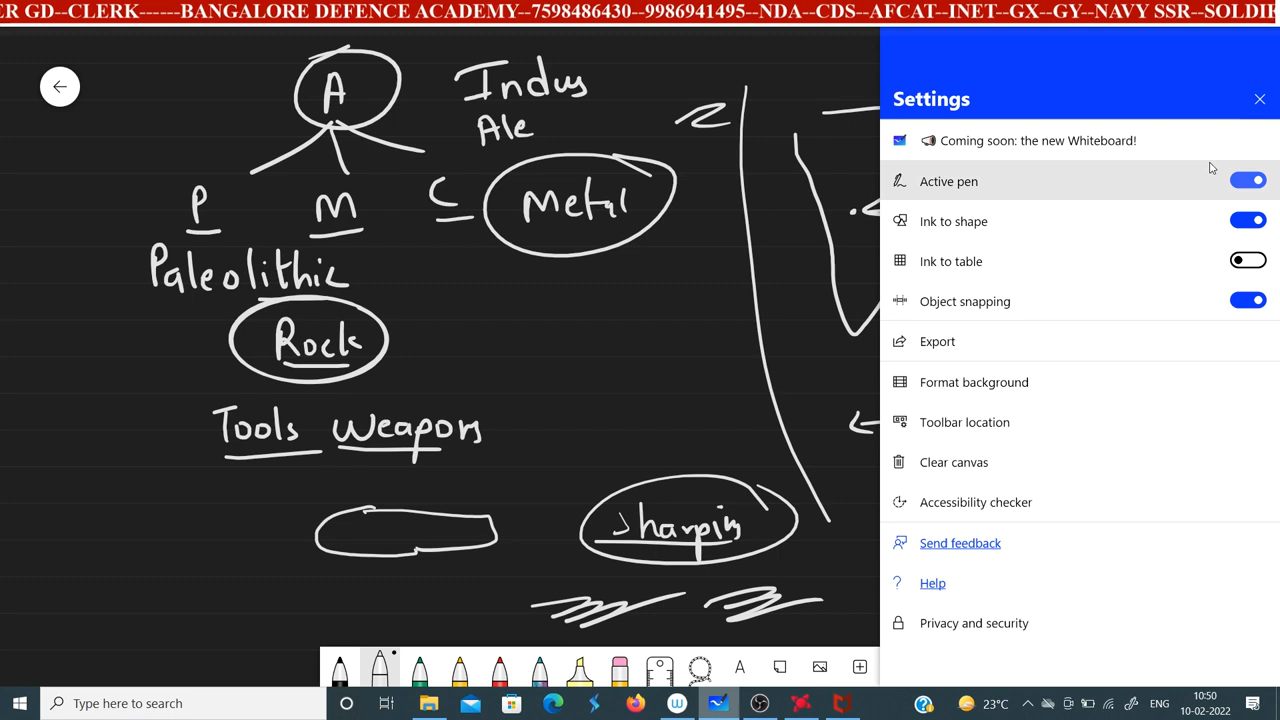 ER GD--CLERK------BANGALORE DEFENCE ACADEMY--7598486430--9986941495--NDA--CDS--AFCAT--INET--GX--GY--NAVY SSR--SOLDIE
A
Indus
Ale
P M C Metal
Paleolithic
Rock
Tools Weapons
Sharpin
Settings
Coming soon: the new Whiteboard!
Active pen
Ink to shape
Ink to table
Object snapping
Export
Format background
Toolbar location
Clear canvas
Accessibility checker
Send feedback
Help
Privacy and security
A
Type here to search
23°C
ENG
10:50
10-02-2022